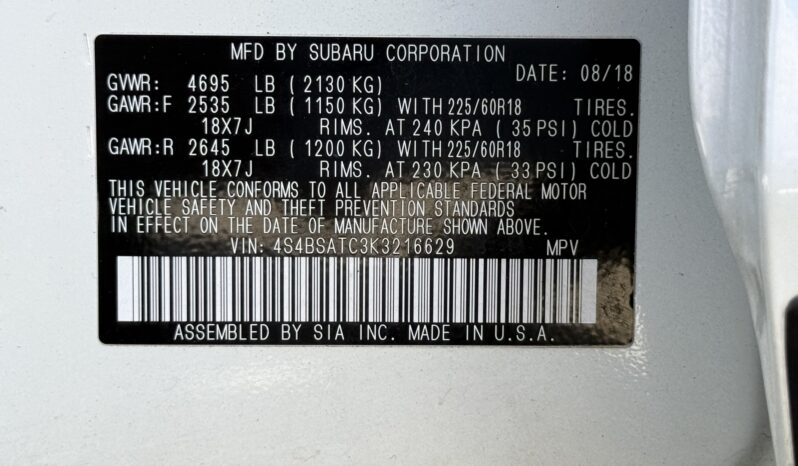 MFD BY SUBARU CORPORATION
DATE: 08/18
GVWR: 4695 LB ( 2130 KG)
GAWR:F 2535 LB ( 1150 KG) WITH 225/60R18 TIRES.
18X7J RIMS. AT 240 KPA ( 35 PSI) COLD
GAWR:R 2645 LB ( 1200 KG) WITH 225/60R18 TIRES.
18X7J RIMS. AT 230 KPA ( 33 PSI) COLD
THIS VEHICLE CONFORMS TO ALL APPLICABLE FEDERAL MOTOR
VEHICLE SAFETY AND THEFT PREVENTION STANDARDS
IN EFFECT ON THE DATE OF MANUFACTURE SHOWN ABOVE.
VIN: 4S4BSATC3K3216629 MPV
ASSEMBLED BY SIA INC. MADE IN U.S.A.